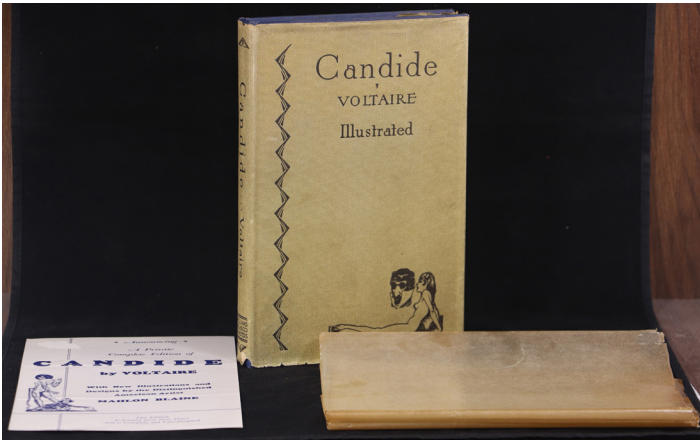 Candide
VOLTAIRE
Illustrated
Candide Voltaire
Announcing
A Private
Complete Edition of
CANDIDE
by VOLTAIRE
With New Illustrations and
Designs by the Distinguished
American Artist
MAHLON BLAINE